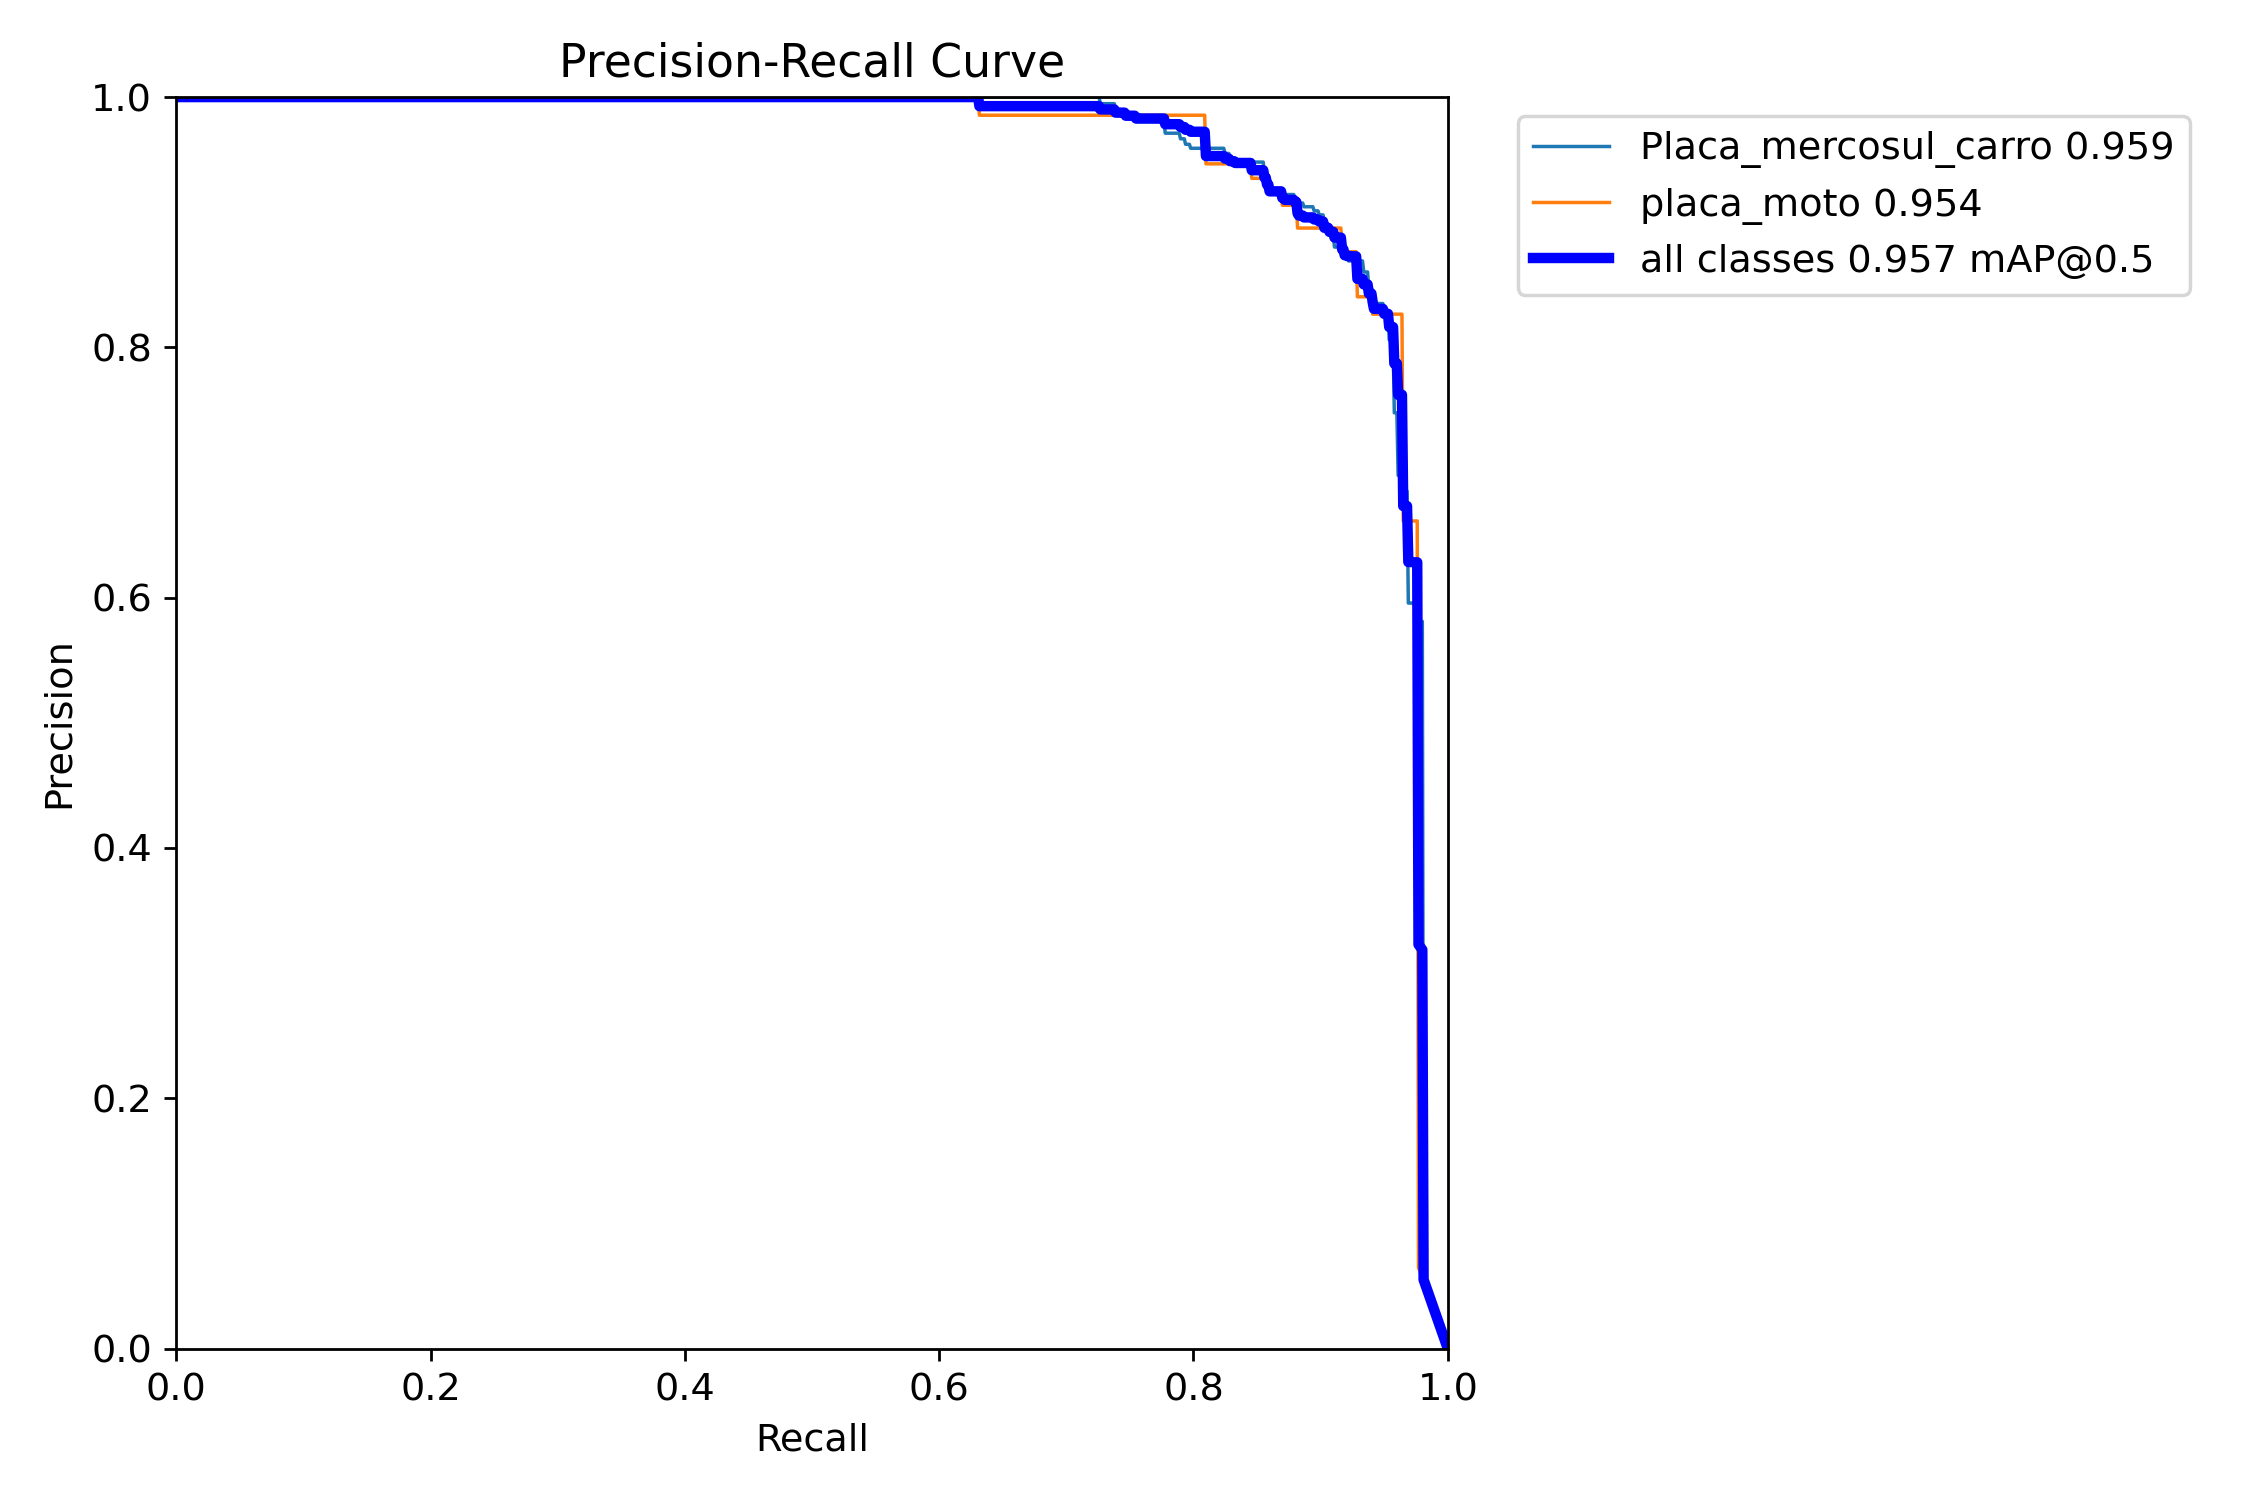 Precision-Recall Curve
1.0
0.8
0.6
0.4
0.2
0.0
Precision
0.0 0.2 0.4 0.6 0.8 1.0
Recall
Placa_mercosul_carro 0.959
placa_moto 0.954
all classes 0.957 mAP@0.5